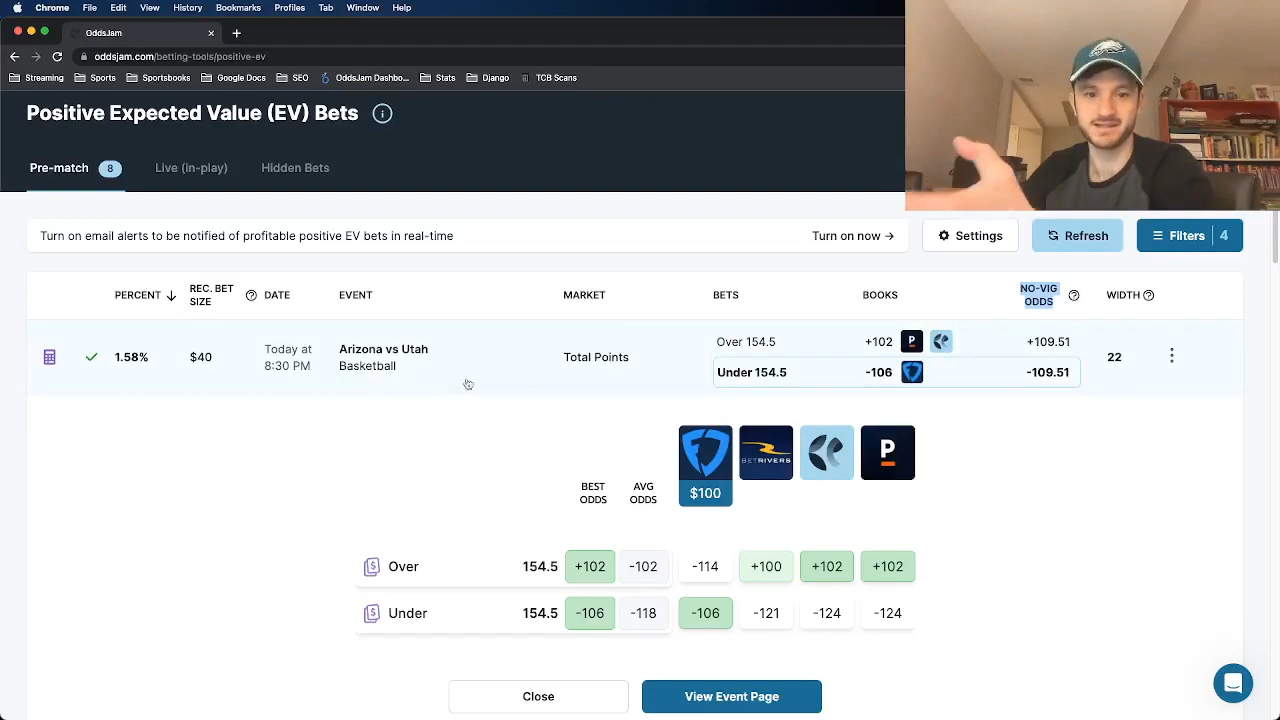 Chrome File Edit View History Bookmarks Profiles Tab Window Help
OddsJam
oddsjam.com/betting-tools/positive-ev
Streaming Sports Sportsbooks Google Docs SEO OddsJam Dashbo... Stats Django TCB Scans
Positive Expected Value (EV) Bets
Pre-match 8 Live (in-play) Hidden Bets
Turn on email alerts to be notified of profitable positive EV bets in real-time Turn on now → Settings Refresh Filters 4
PERCENT ↓ REC. BET SIZE DATE EVENT MARKET BETS BOOKS NO-VIG ODDS WIDTH
Over 154.5 +102 P +109.51
1.58% $40 Today at 8:30 PM Arizona vs Utah Basketball Total Points 22
Under 154.5 -106 -109.51
BETRIVERS P
BEST ODDS AVG ODDS $100
Over 154.5 +102 -102 -114 +100 +102 +102
Under 154.5 -106 -118 -106 -121 -124 -124
Close View Event Page